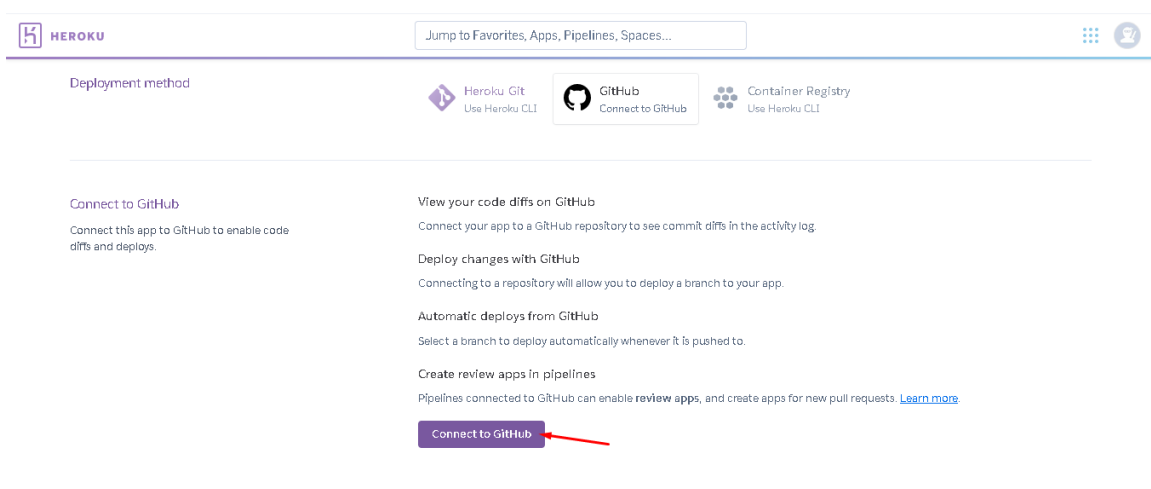 HEROKU
Jump to Favorites, Apps, Pipelines, Spaces...
Deployment method
Heroku Git
Use Heroku CLI
GitHub
Connect to GitHub
Container Registry
Use Heroku CLI
Connect to GitHub
Connect this app to GitHub to enable code
diffs and deploys.
View your code diffs on GitHub
Connect your app to a GitHub repository to see commit diffs in the activity log.
Deploy changes with GitHub
Connecting to a repository will allow you to deploy a branch to your app.
Automatic deploys from GitHub
Select a branch to deploy automatically whenever it is pushed to.
Create review apps in pipelines
Pipelines connected to GitHub can enable review apps, and create apps for new pull requests. Learn more.
Connect to GitHub